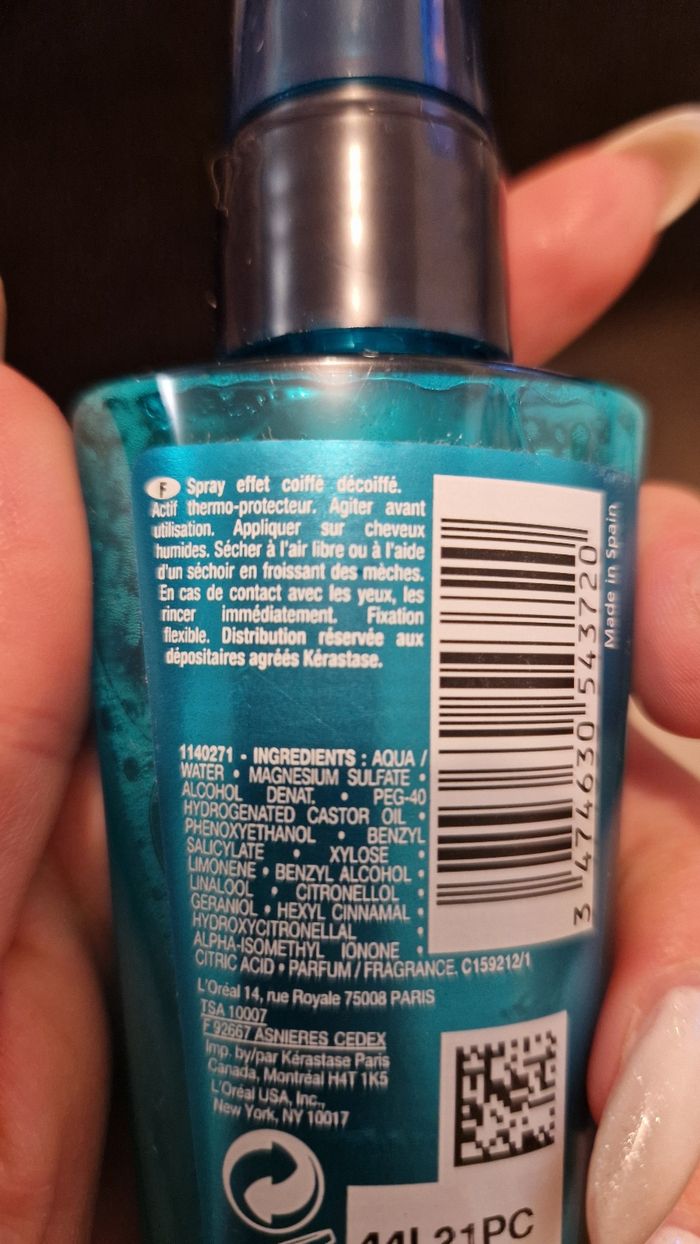 F Spray effet coiffé décoiffé.
Actif thermo-protecteur. Agiter avant
utilisation. Appliquer sur cheveux
humides. Sécher à l'air libre ou à l'aide
d'un séchoir en froissant des mèches.
En cas de contact avec les yeux, les
rincer immédiatement. Fixation
flexible. Distribution réservée aux
dépositaires agréés Kérastase.
1140271 - INGREDIENTS : AQUA /
WATER • MAGNESIUM SULFATE •
ALCOHOL DENAT. • PEG-40
HYDROGENATED CASTOR OIL •
PHENOXYETHANOL • BENZYL
SALICYLATE • XYLOSE •
LIMONENE • BENZYL ALCOHOL •
LINALOOL • CITRONELLOL •
GERANIOL • HEXYL CINNAMAL •
HYDROXYCITRONELLAL •
ALPHA-ISOMETHYL IONONE •
CITRIC ACID • PARFUM / FRAGRANCE. C159212/1
L'Oréal 14, rue Royale 75008 PARIS
TSA 10007
F 92667 ASNIERES CEDEX
Imp. by/par Kérastase Paris
Canada, Montréal H4T 1K5
L'Oréal USA, Inc.,
New York, NY 10017
3 474630 543720
Made in Spain
44L21PC